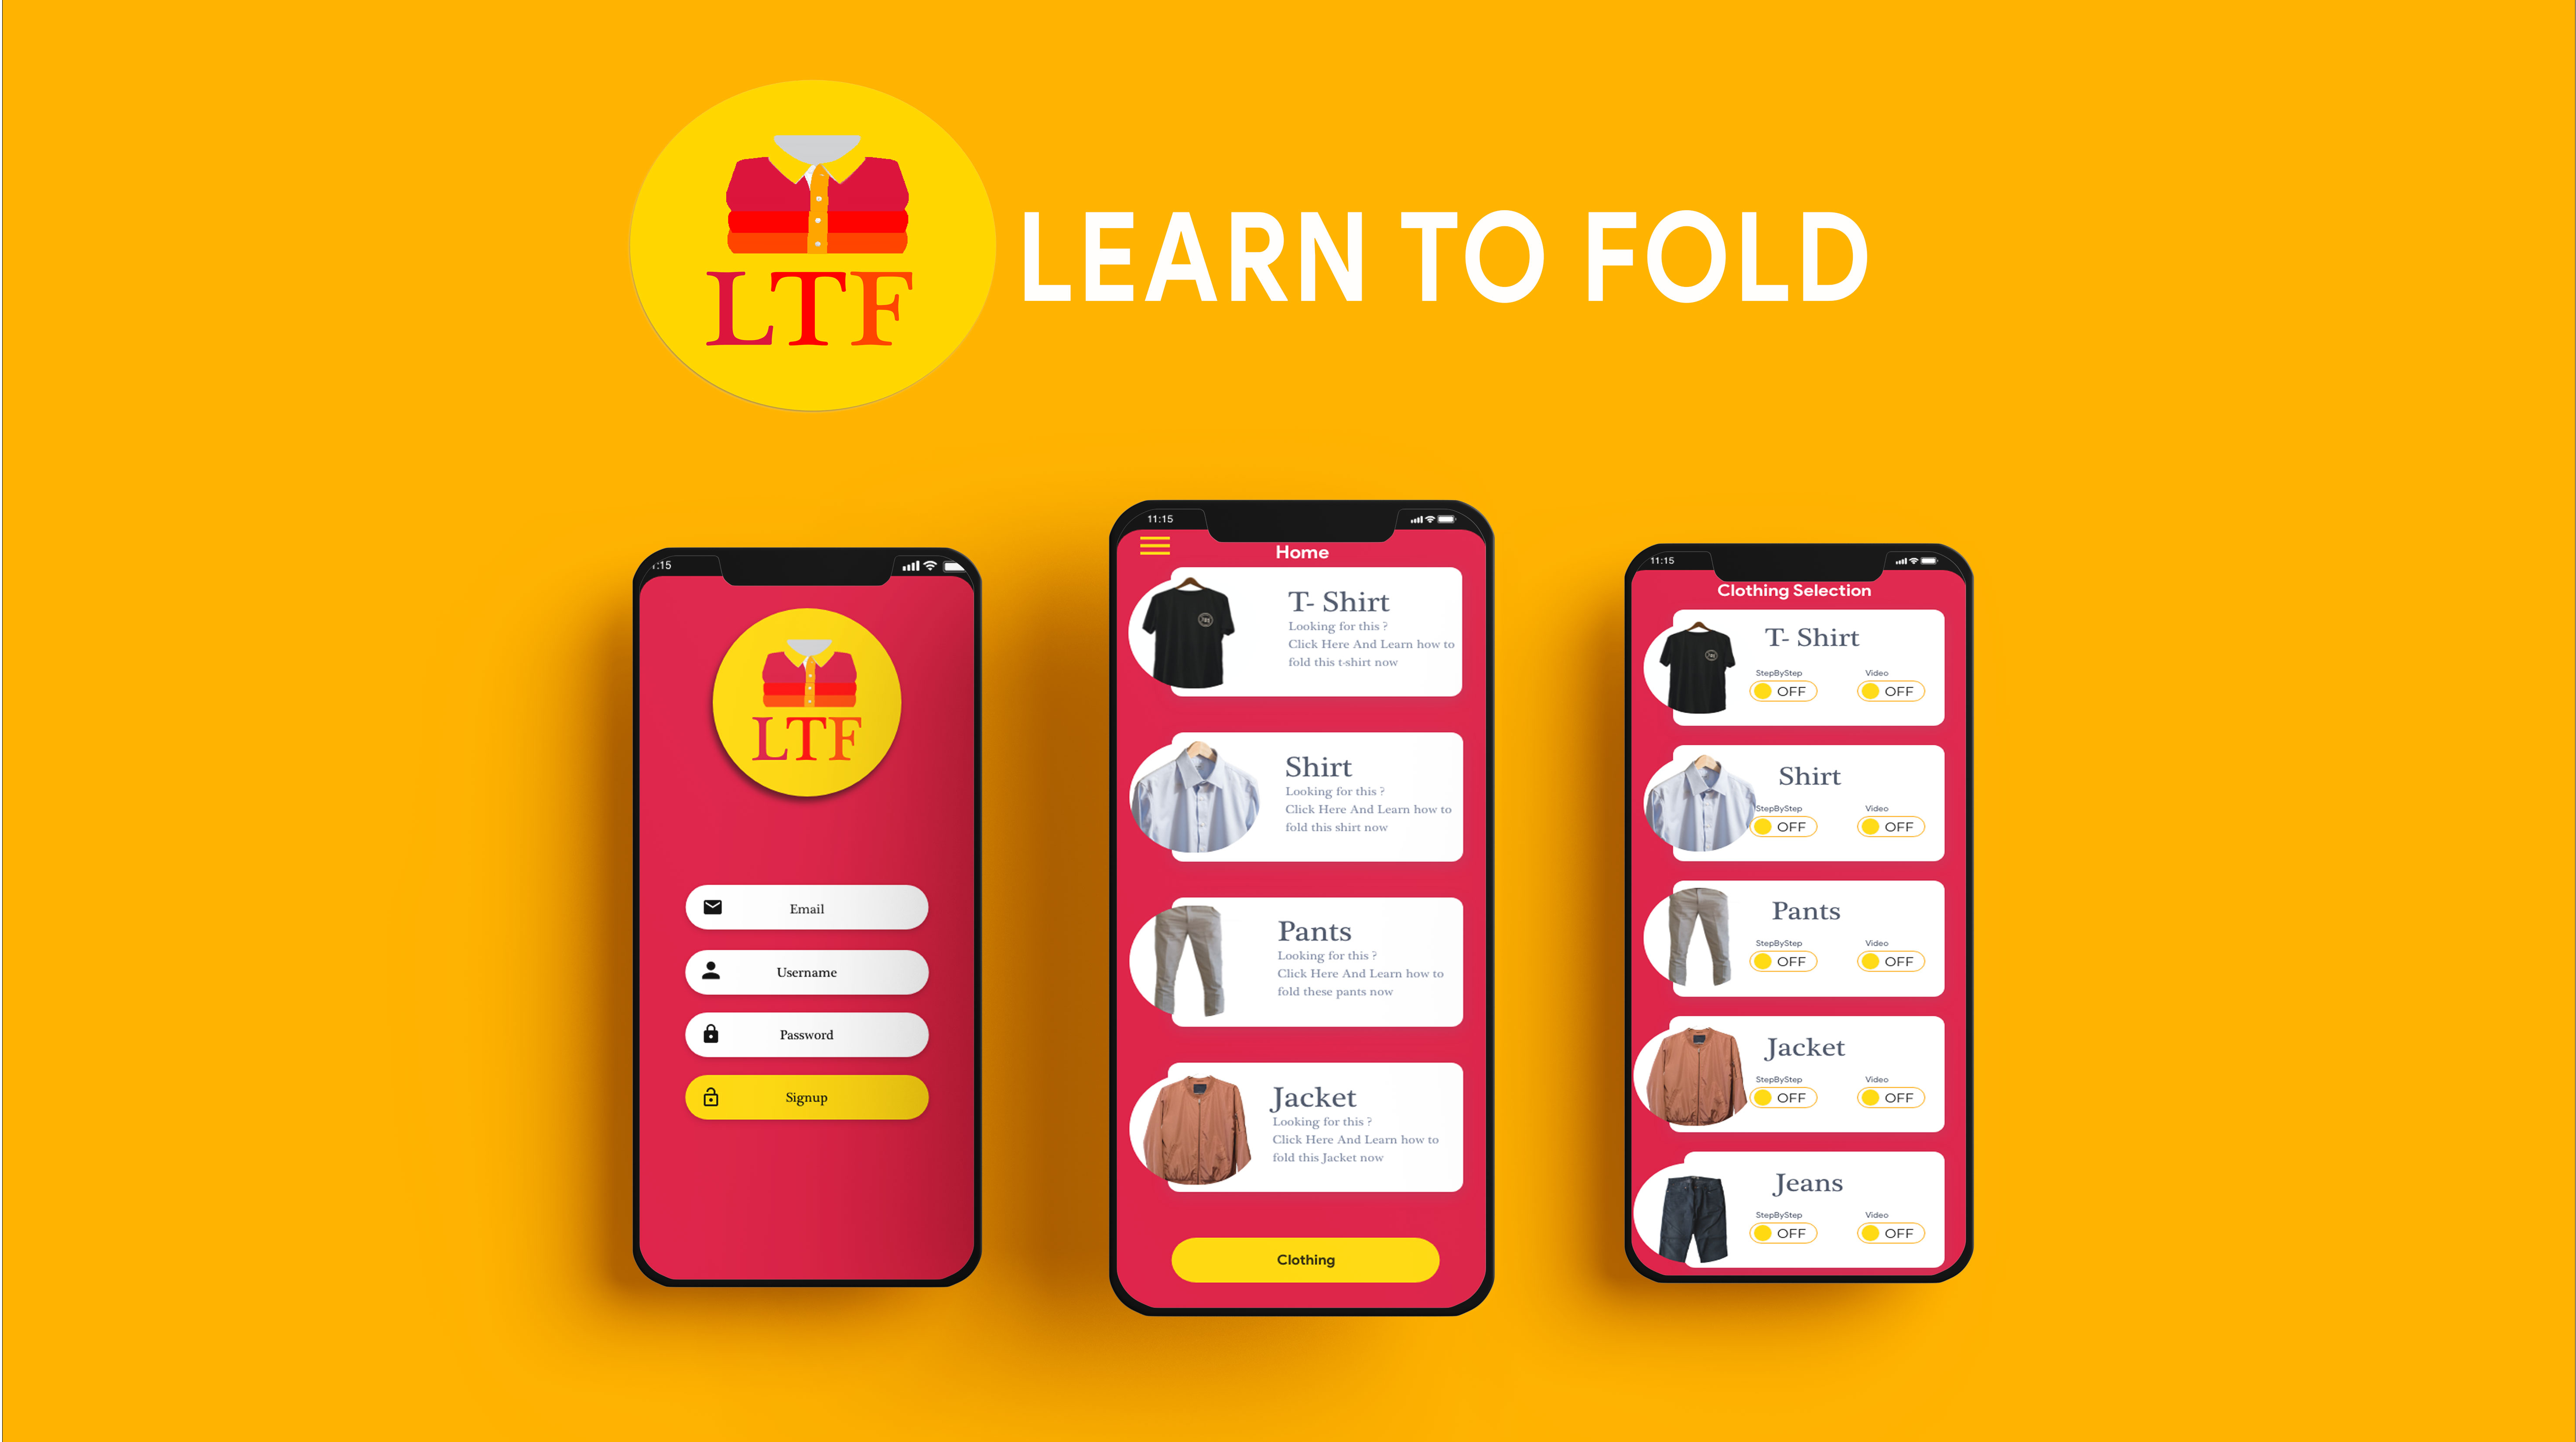 LTF
LEARN TO FOLD
:15
LTF
Email
Username
Password
Signup
11:15
Home
T- Shirt
Looking for this ?
Click Here And Learn how to
fold this t-shirt now
Shirt
Looking for this ?
Click Here And Learn how to
fold this shirt now
Pants
Looking for this ?
Click Here And Learn how to
fold these pants now
Jacket
Looking for this ?
Click Here And Learn how to
fold this Jacket now
Clothing
11:15
Clothing Selection
T- Shirt
StepByStep Video
OFF OFF
Shirt
StepByStep Video
OFF OFF
Pants
StepByStep Video
OFF OFF
Jacket
StepByStep Video
OFF OFF
Jeans
StepByStep Video
OFF OFF